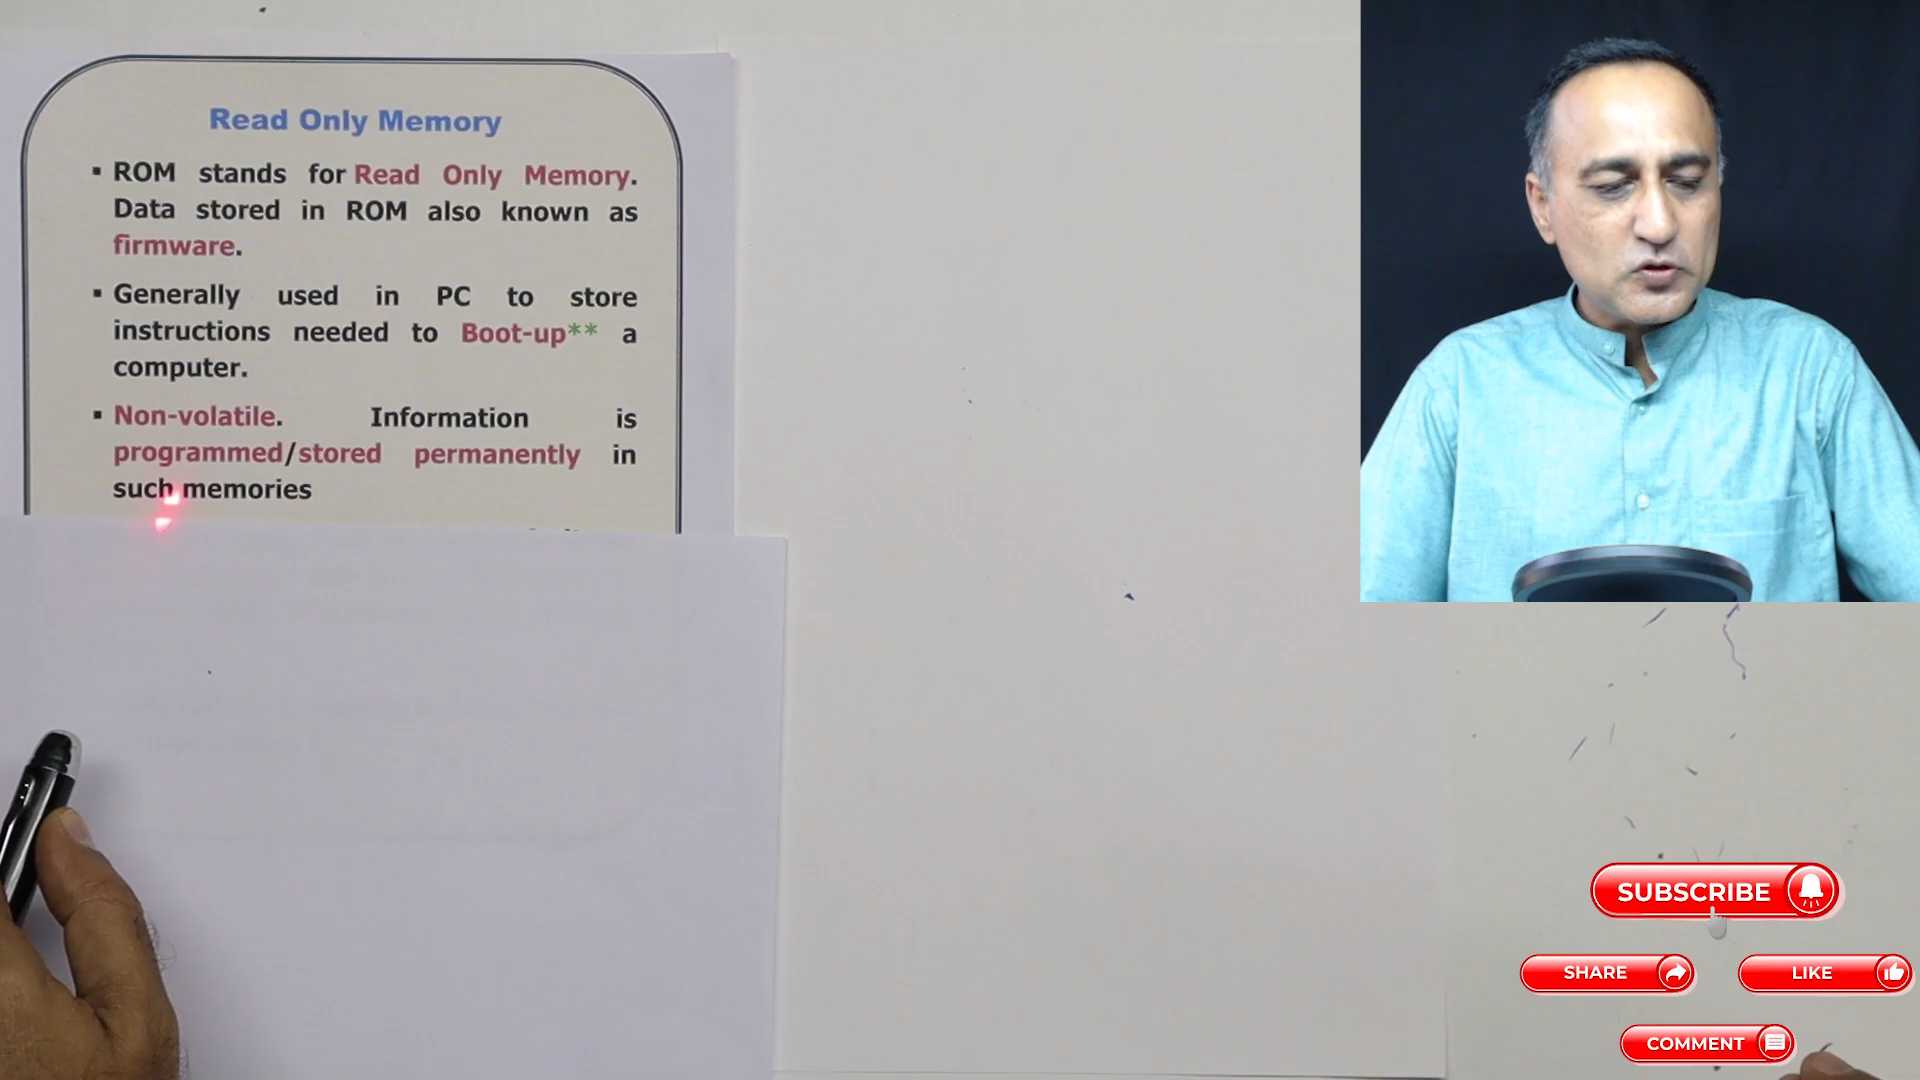 Read Only Memory
▪ ROM stands for Read Only Memory.
Data stored in ROM also known as
firmware.
▪ Generally used in PC to store
instructions needed to Boot-up** a
computer.
▪ Non-volatile. Information is
programmed/stored permanently in
such memories
SUBSCRIBE
SHARE
LIKE
COMMENT